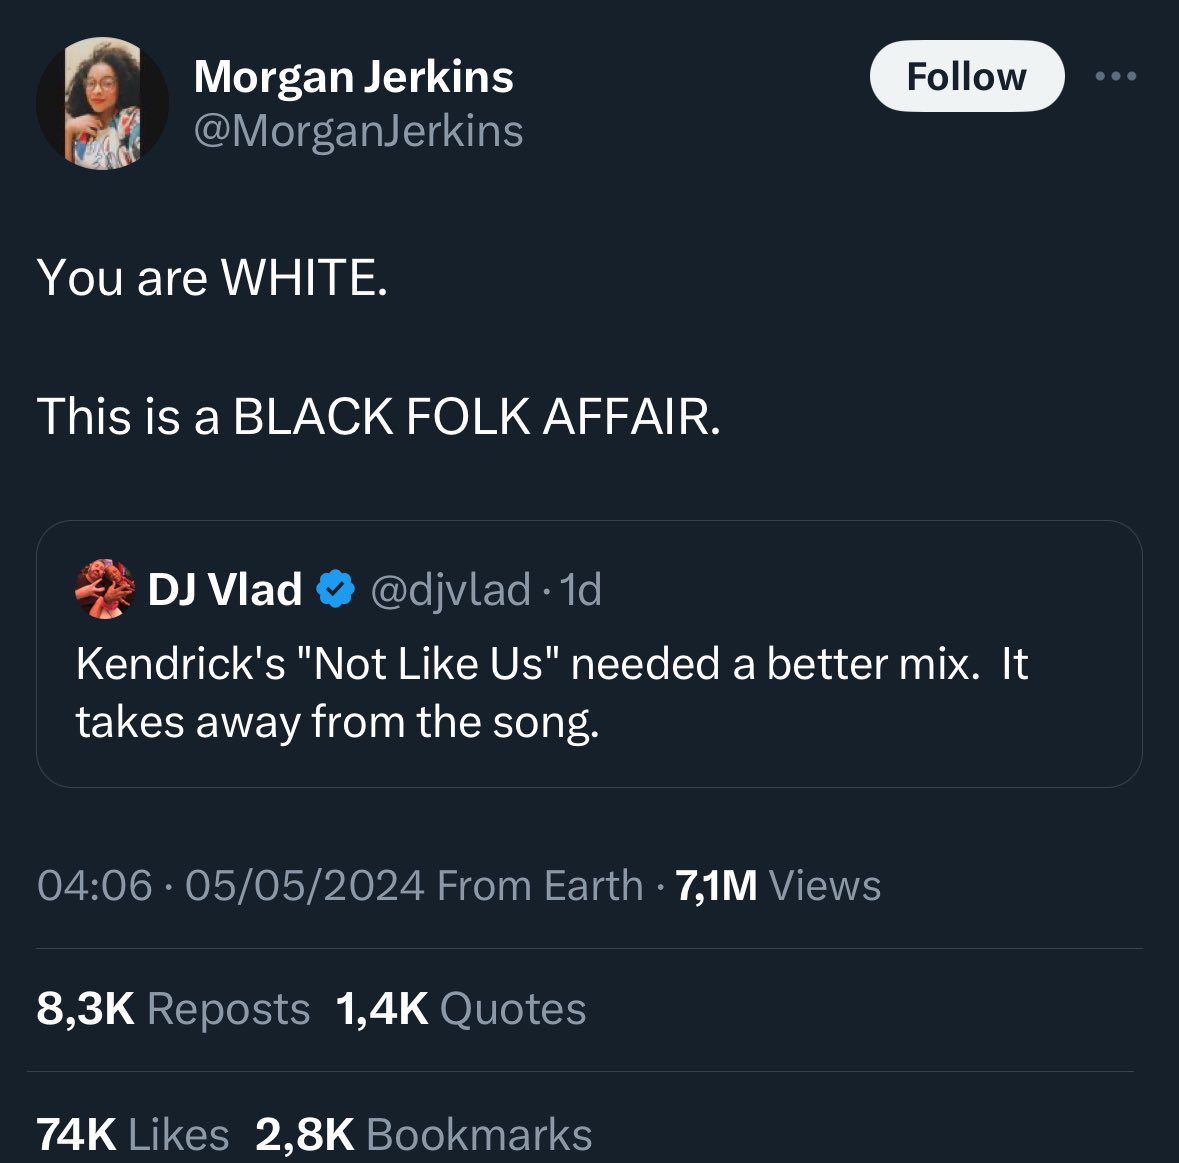 Morgan Jerkins
Follow
@MorganJerkins
You are WHITE.
This is a BLACK FOLK AFFAIR.
DJ Vlad @djvlad · 1d
Kendrick's "Not Like Us" needed a better mix.  It
takes away from the song.
04:06 · 05/05/2024 From Earth · 7,1M Views
8,3K Reposts 1,4K Quotes
74K Likes 2,8K Bookmarks